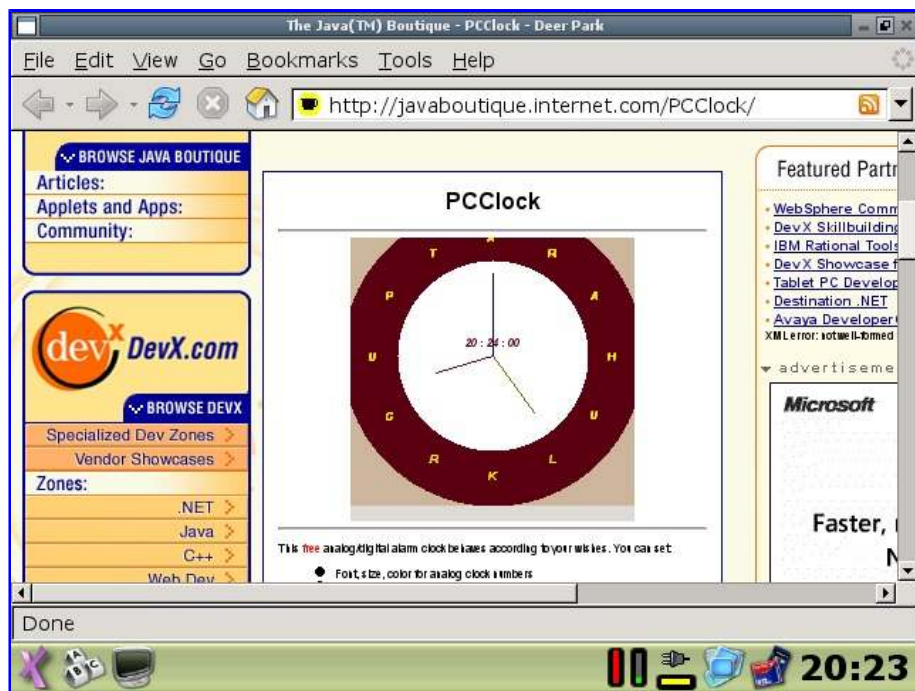 The Java(TM) Boutique - PCClock - Deer Park
File Edit View Go Bookmarks Tools Help
http://javaboutique.internet.com/PCClock/
BROWSE JAVA BOUTIQUE
Articles:
Applets and Apps:
Community:
dev x DevX.com
BROWSE DEVX
Specialized Dev Zones
Vendor Showcases
Zones:
.NET
Java
C++
Web Dev
PCClock
A
R
A
H
U
L
K
R
G
U
P
T
20 : 24 : 00
This free analog/digital alarm clock behaves according to your wishes. You can set:
Font, size, color for analog clock numbers
Featured Partn
WebSphere Comm
DevX Skillbuilding
IBM Rational Tools
DevX Showcase f
Tablet PC Develop
Destination .NET
Avaya Developer
XML error: not well-formed
advertiseme
Microsoft
Faster,
N
Done
A B C
20:23